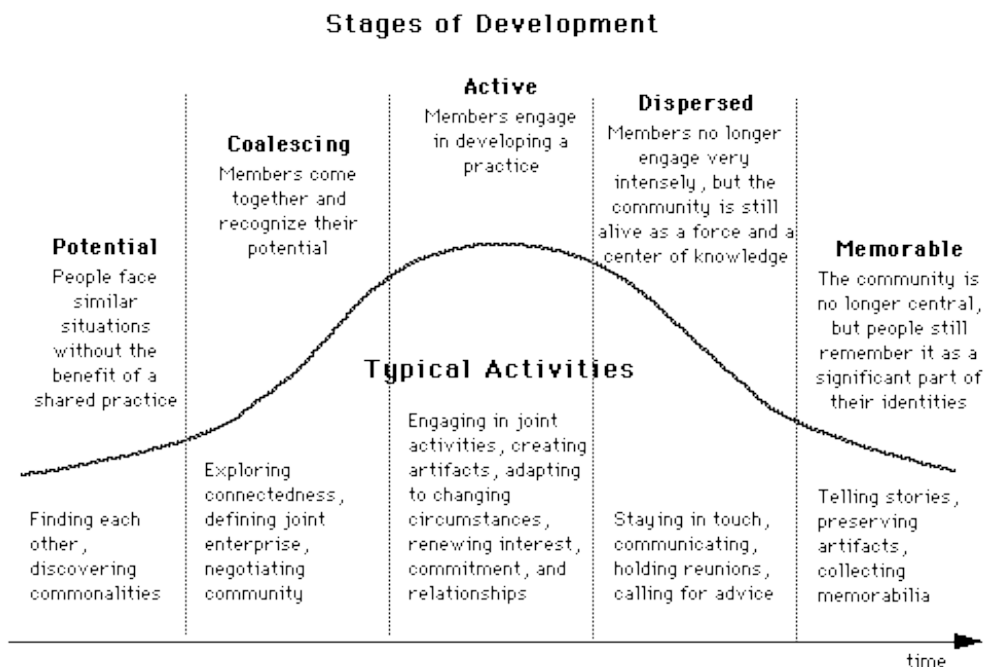 Stages of Development
Potential
People face
similar
situations
without the
benefit of a
shared practice
Coalescing
Members come
together and
recognize their
potential
Active
Members engage
in developing a
practice
Dispersed
Members no longer
engage very
intensely, but the
community is still
alive as a force and a
center of knowledge
Memorable
The community is
no longer central,
but people still
remember it as a
significant part of
their identities
Typical Activities
Finding each
other,
discovering
commonalities
Exploring
connectedness,
defining joint
enterprise,
negotiating
community
Engaging in joint
activities, creating
artifacts, adapting
to changing
circumstances,
renewing interest,
commitment, and
relationships
Staying in touch,
communicating,
holding reunions,
calling for advice
Telling stories,
preserving
artifacts,
collecting
memorabilia
time